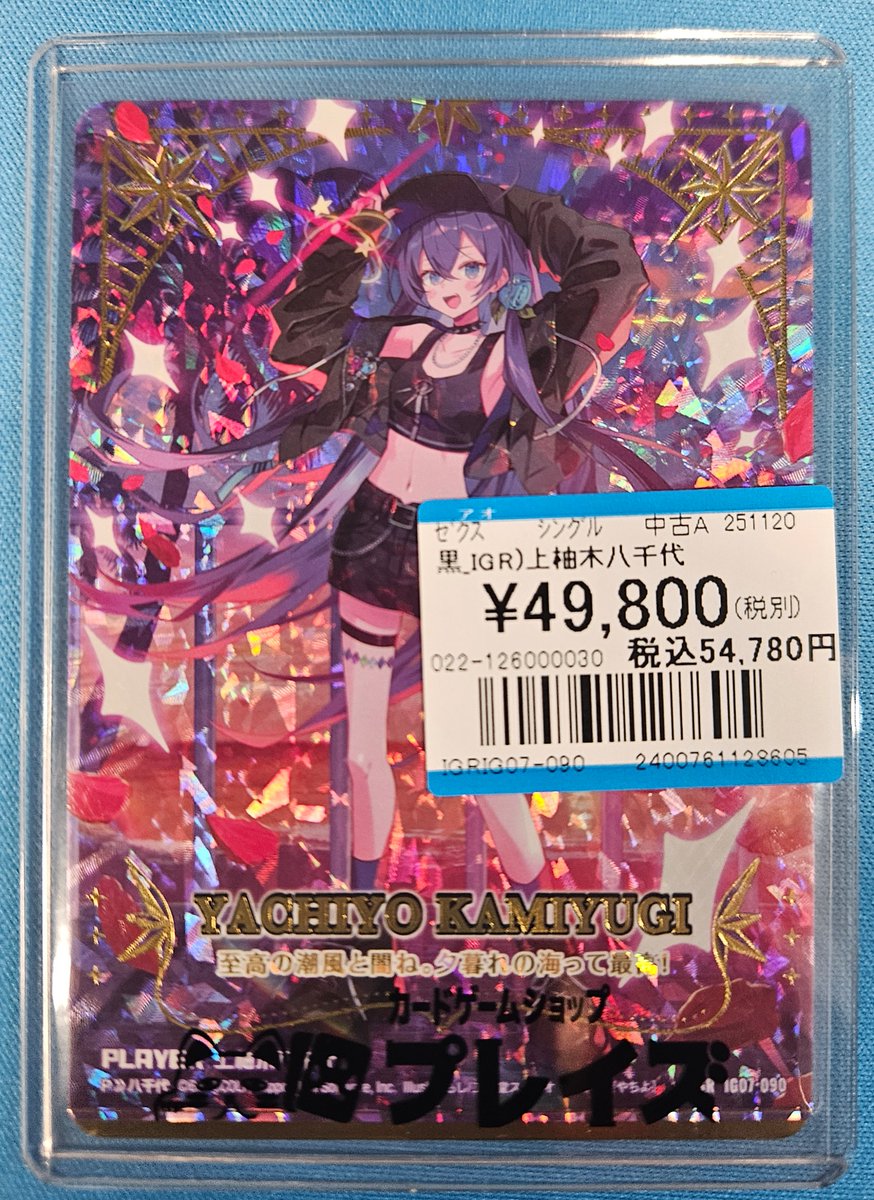 アオ
ゼクス シングル 中古A 251120
黒_IGR)上柚木八千代
¥49,800(税別)
022-126000030 税込54,780円
IGRIG07-090 2400761128605
YACHIYO KAMIYUGI
至高の潮風と闇ね。夕暮れの海って最高!
カードゲームショップ
プレイズ
PLAYE
P≫八千代
IG07-090